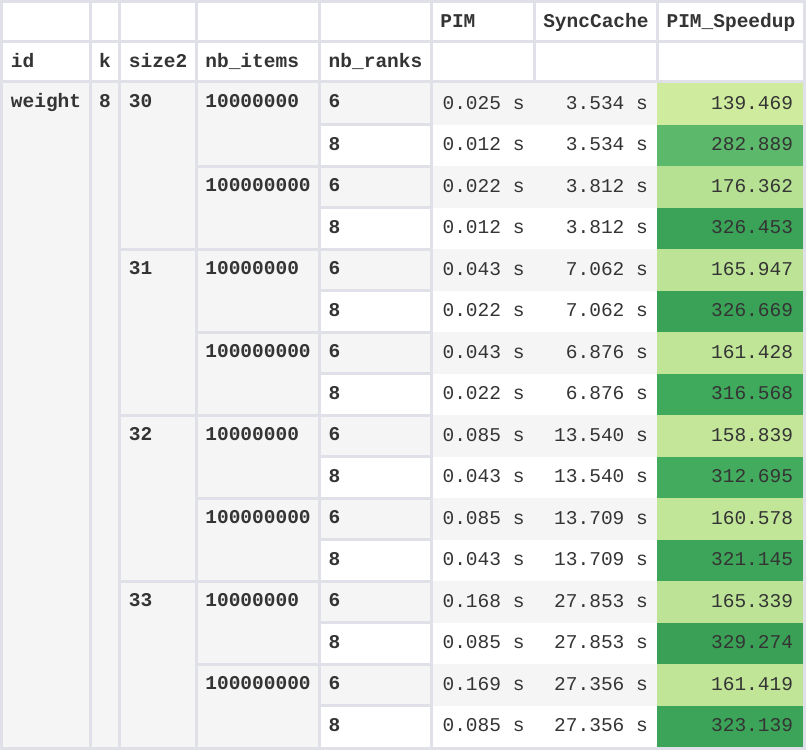 PIM SyncCache PIM_Speedup
id k size2 nb_items nb_ranks
weight 8 30 10000000 6 0.025 s 3.534 s 139.469
8 0.012 s 3.534 s 282.889
100000000 6 0.022 s 3.812 s 176.362
8 0.012 s 3.812 s 326.453
31 10000000 6 0.043 s 7.062 s 165.947
8 0.022 s 7.062 s 326.669
100000000 6 0.043 s 6.876 s 161.428
8 0.022 s 6.876 s 316.568
32 10000000 6 0.085 s 13.540 s 158.839
8 0.043 s 13.540 s 312.695
100000000 6 0.085 s 13.709 s 160.578
8 0.043 s 13.709 s 321.145
33 10000000 6 0.168 s 27.853 s 165.339
8 0.085 s 27.853 s 329.274
100000000 6 0.169 s 27.356 s 161.419
8 0.085 s 27.356 s 323.139